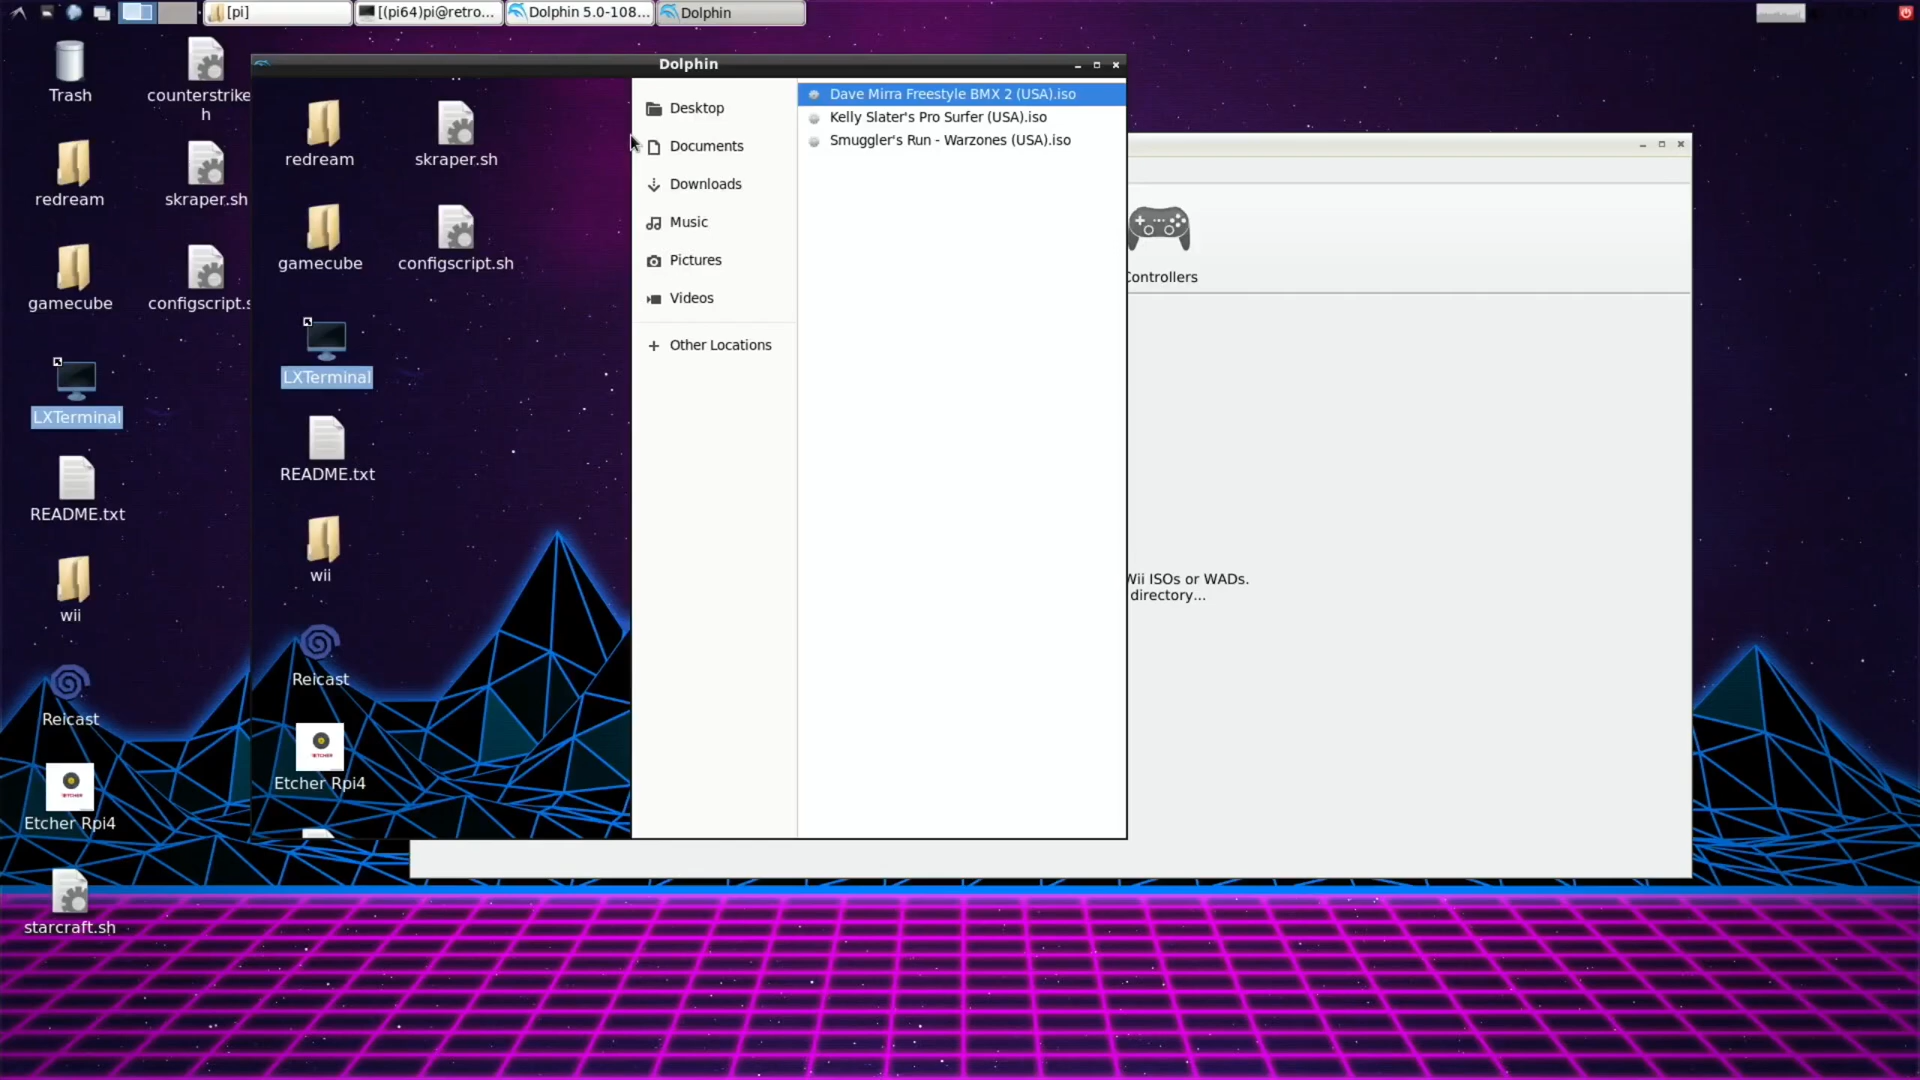 [pi]
[(pi64)pi@retro...
Dolphin 5.0-108...
Dolphin
Trash
counterstrike
h
redream
skraper.sh
gamecube
configscript.s
LXTerminal
README.txt
wii
Reicast
Etcher Rpi4
starcraft.sh
Dolphin
redream
skraper.sh
gamecube
configscript.sh
LXTerminal
README.txt
wii
Reicast
ETCHER
Etcher Rpi4
Desktop
Documents
Downloads
Music
Pictures
Videos
Other Locations
Dave Mirra Freestyle BMX 2 (USA).iso
Kelly Slater's Pro Surfer (USA).iso
Smuggler's Run - Warzones (USA).iso
Controllers
Wii ISOs or WADs.
directory...